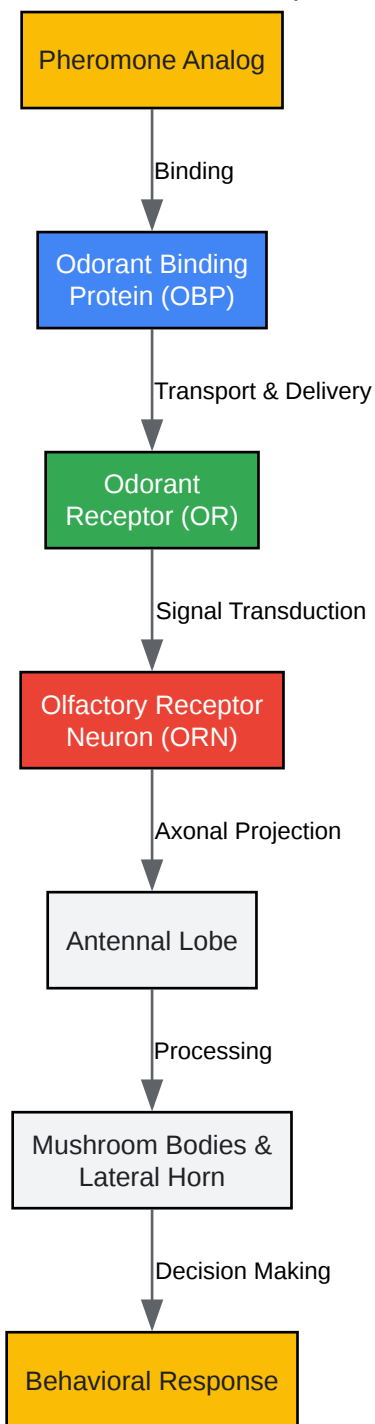 Pheromone Analog
Binding
Odorant Binding
Protein (OBP)
Transport & Delivery
Odorant
Receptor (OR)
Signal Transduction
Olfactory Receptor
Neuron (ORN)
Axonal Projection
Antennal Lobe
Processing
Mushroom Bodies &
Lateral Horn
Decision Making
Behavioral Response